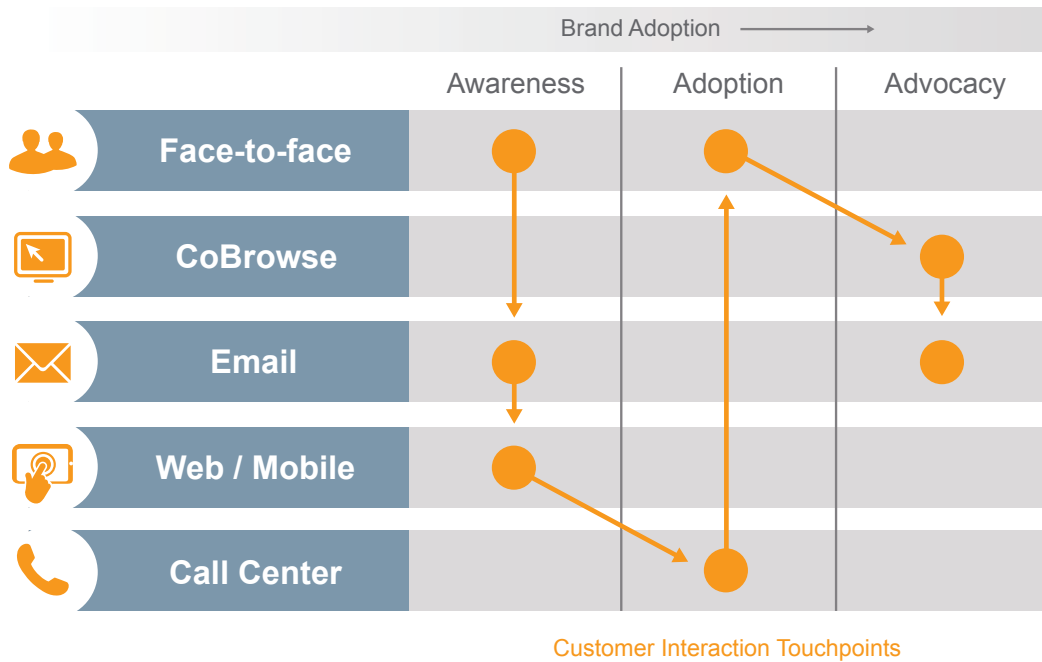 Brand Adoption
Awareness
Adoption
Advocacy
Face-to-face
CoBrowse
Email
Web / Mobile
Call Center
Customer Interaction Touchpoints